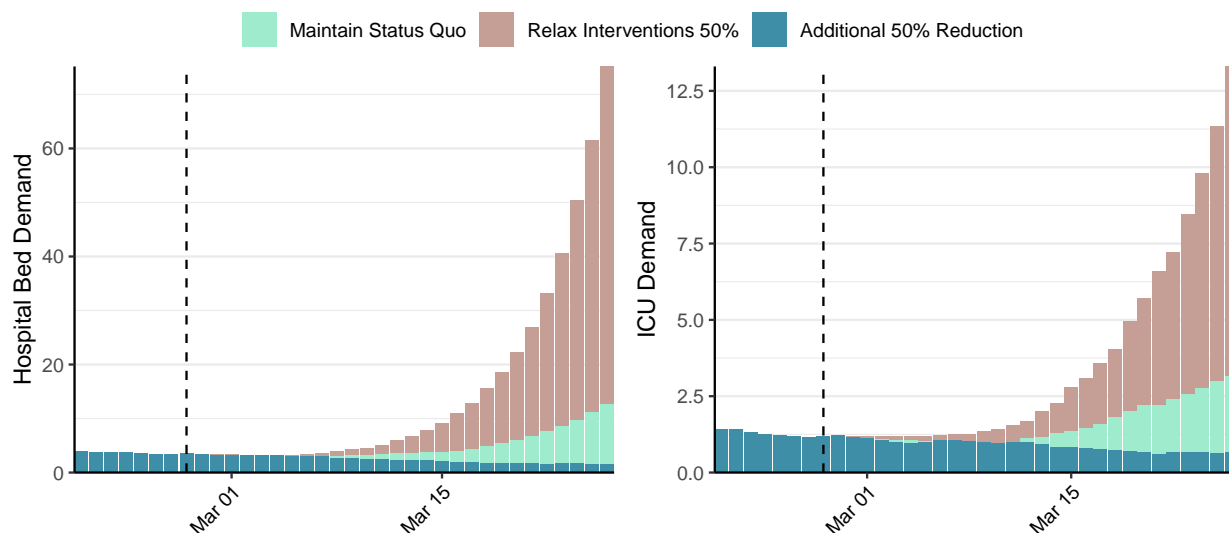 Maintain Status Quo Relax Interventions 50% Additional 50% Reduction
Hospital Bed Demand
60
40
20
0
Mar 01
Mar 15
ICU Demand
12.5
10.0
7.5
5.0
2.5
0.0
Mar 01
Mar 15